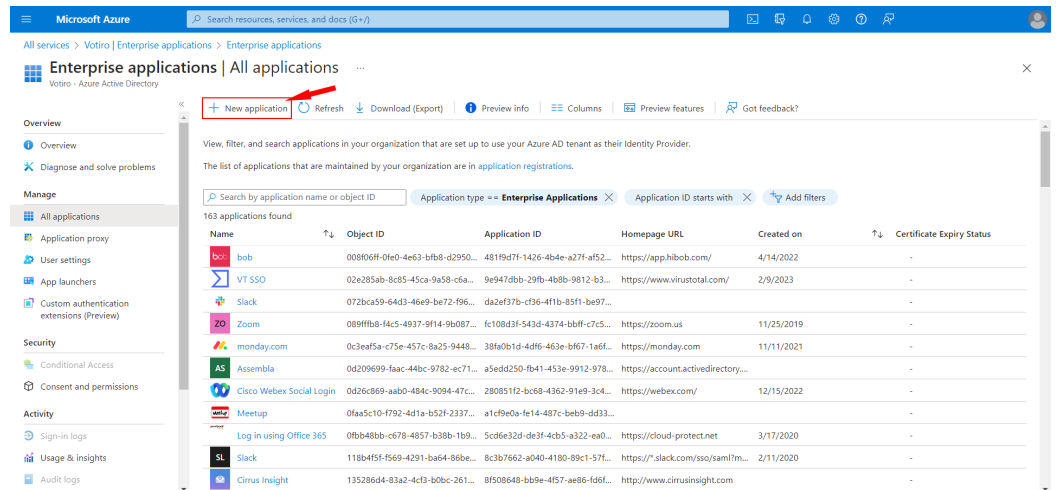 Microsoft Azure
Search resources, services, and docs (G+/)
All services > Votiro | Enterprise applications > Enterprise applications
Enterprise applications | All applications ...
Votiro - Azure Active Directory
New application Refresh Download (Export) Preview info Columns Preview features Got feedback?
Overview
Overview
Diagnose and solve problems
Manage
All applications
Application proxy
User settings
App launchers
Custom authentication
extensions (Preview)
Security
Conditional Access
Consent and permissions
Activity
Sign-in logs
Usage & insights
Audit logs
View, filter, and search applications in your organization that are set up to use your Azure AD tenant as their Identity Provider.
The list of applications that are maintained by your organization are in application registrations.
Search by application name or object ID Application type == Enterprise Applications Application ID starts with Add filters
163 applications found
Name Object ID Application ID Homepage URL Created on Certificate Expiry Status
bob bob 008f06ff-0fe0-4e63-bfb8-d2950... 481f9d7f-1426-4b4e-a27f-af52... https://app.hibob.com/ 4/14/2022 -
VT SSO 02e285ab-8c85-45ca-9a58-c6a... 9e947dbb-29fb-4b8b-9812-b3... https://www.virustotal.com/ 2/9/2023 -
Slack 072bca59-64d3-46e9-be72-f96... da2ef37b-cf36-4f1b-85f1-be97... -
ZO Zoom 089fffb8-f4c5-4937-9f14-9b087... fc108d3f-543d-4374-bbff-c7c5... https://zoom.us 11/25/2019 -
monday.com 0c3eaf5a-c75e-457c-8a25-9448... 38fa0b1d-4df6-463e-bf67-1a6f... https://monday.com 11/11/2021 -
AS Assembla 0d209699-faac-44bc-9782-ec71... a5edd250-fb41-453e-9912-978... https://account.activedirectory.... -
Cisco Webex Social Login 0d26c869-aab0-484c-9094-47c... 280851f2-bc68-4362-91e9-3c4... https://webex.com/ 12/15/2022 -
Meetup Meetup 0faa5c10-f792-4d1a-b52f-2337... a1cf9e0a-fe14-487c-beb9-dd33... -
Log in using Office 365 0fbb48bb-c678-4857-b38b-1b9... 5cd6e32d-de3f-4cb5-a322-ea0... https://cloud-protect.net 3/17/2020 -
SL Slack 118b4f5f-f569-4291-ba64-86be... 8c3b7662-a040-4180-89c1-57f... https://*.slack.com/sso/saml?m... 2/11/2020 -
Cirrus Insight 135286d4-83a2-4cf3-b0bc-261... 8f508648-bb9e-4f57-ae86-fd6f... http://www.cirrusinsight.com -